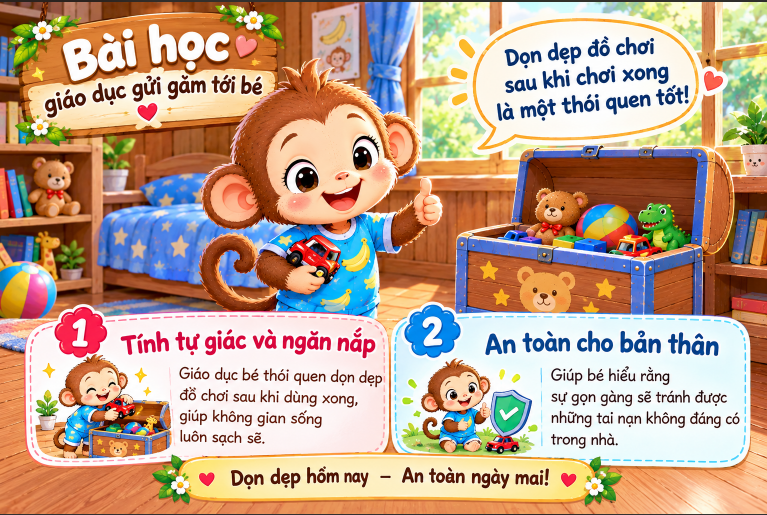 Bài học
giáo dục gửi gắm tới bé
Dọn dẹp đồ chơi
sau khi chơi xong
là một thói quen tốt!
1
Tính tự giác và ngăn nắp
Giáo dục bé thói quen dọn dẹp
đồ chơi sau khi dùng xong,
giúp không gian sống
luôn sạch sẽ.
2
An toàn cho bản thân
Giúp bé hiểu rằng
sự gọn gàng sẽ tránh được
những tai nạn không đáng có
trong nhà.
Dọn dẹp hồm nay – An toàn ngày mai!